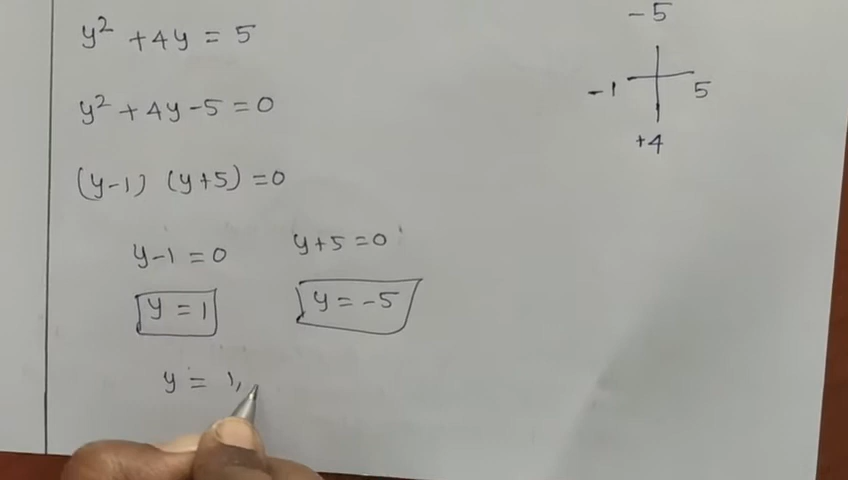 y² + 4y = 5
y² + 4y - 5 = 0
(y-1) (y+5) = 0
y-1 = 0 y+5 = 0
y = 1 y = -5
y = 1,
-5
-1 5
+4